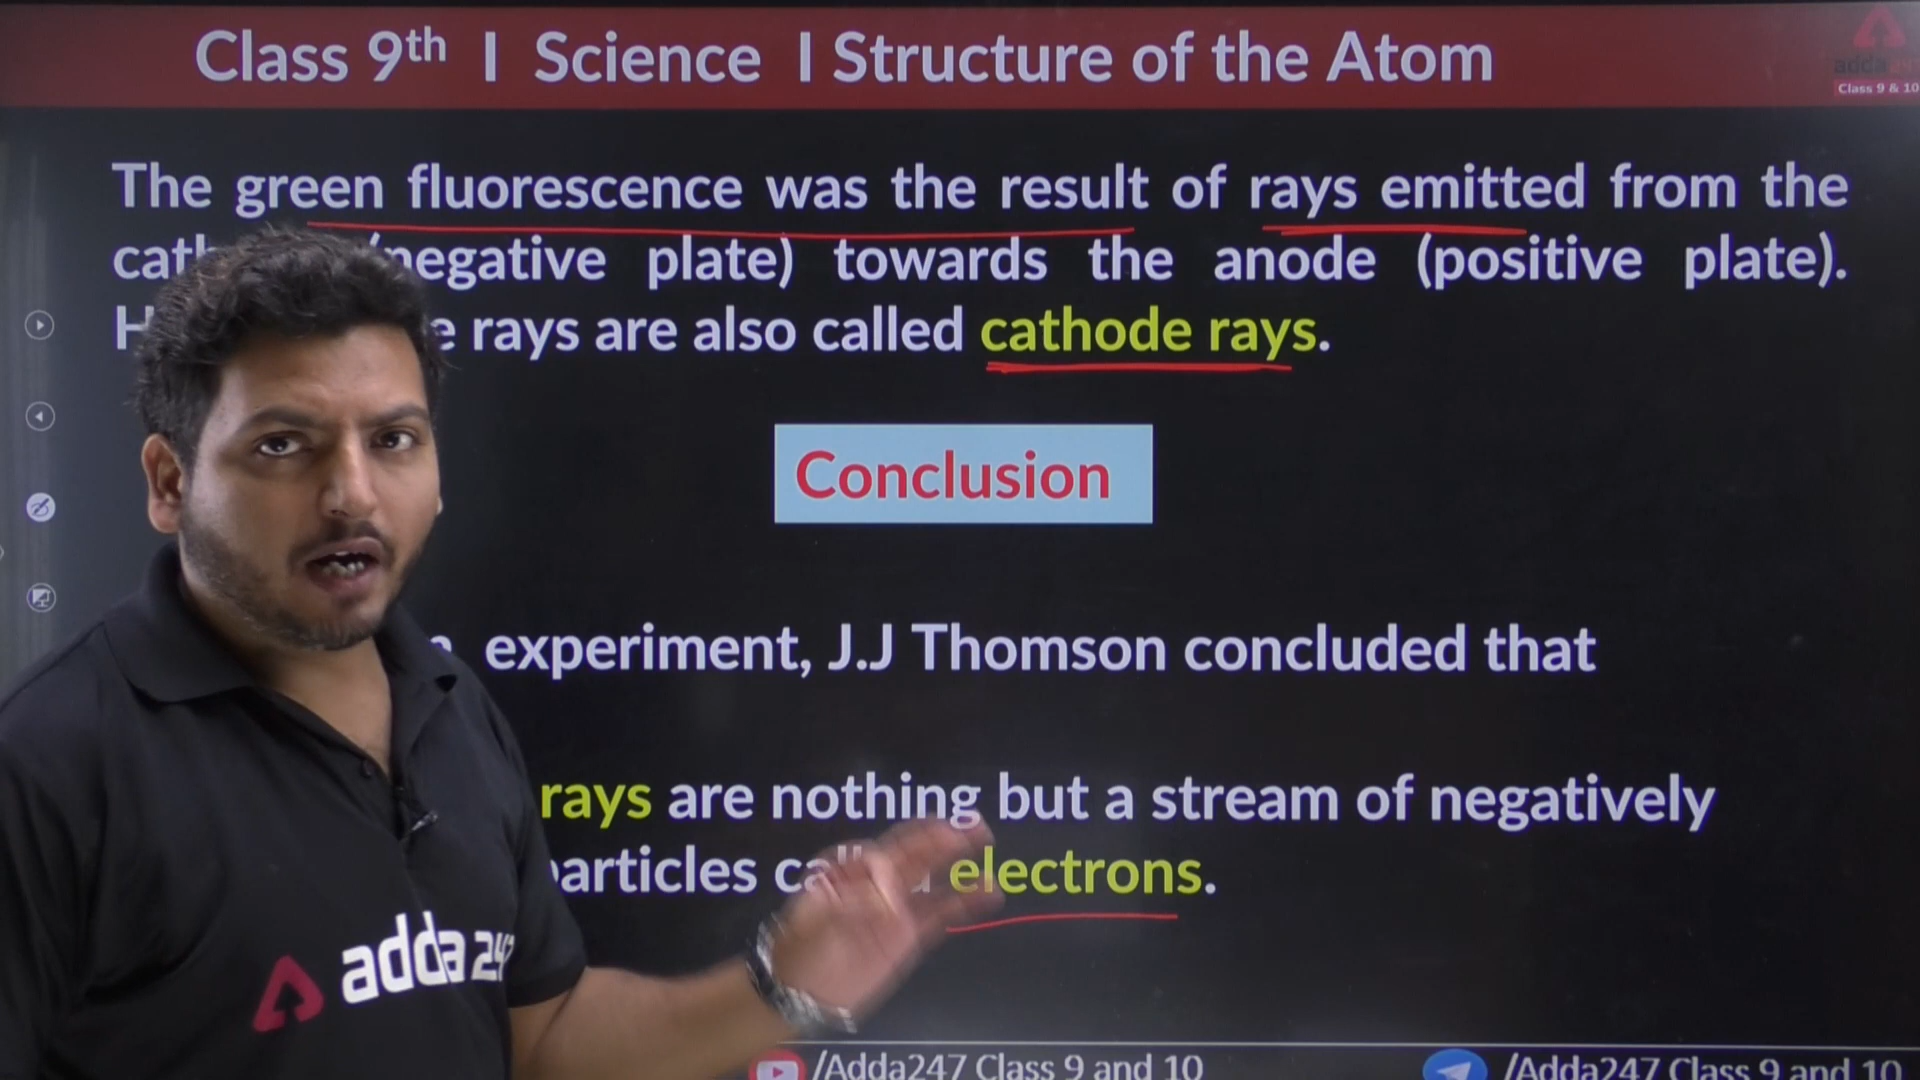 Class 9th I Science I Structure of the Atom
adda
Class 9 & 10
The green fluorescence was the result of rays emitted from the
(negative plate) towards the anode (positive plate).
rays are also called cathode rays.
Conclusion
experiment, J.J Thomson concluded that
rays are nothing but a stream of negatively
electrons.
adda 247
/Adda247 Class 9 and 10
/Adda247 Class 9 and 10